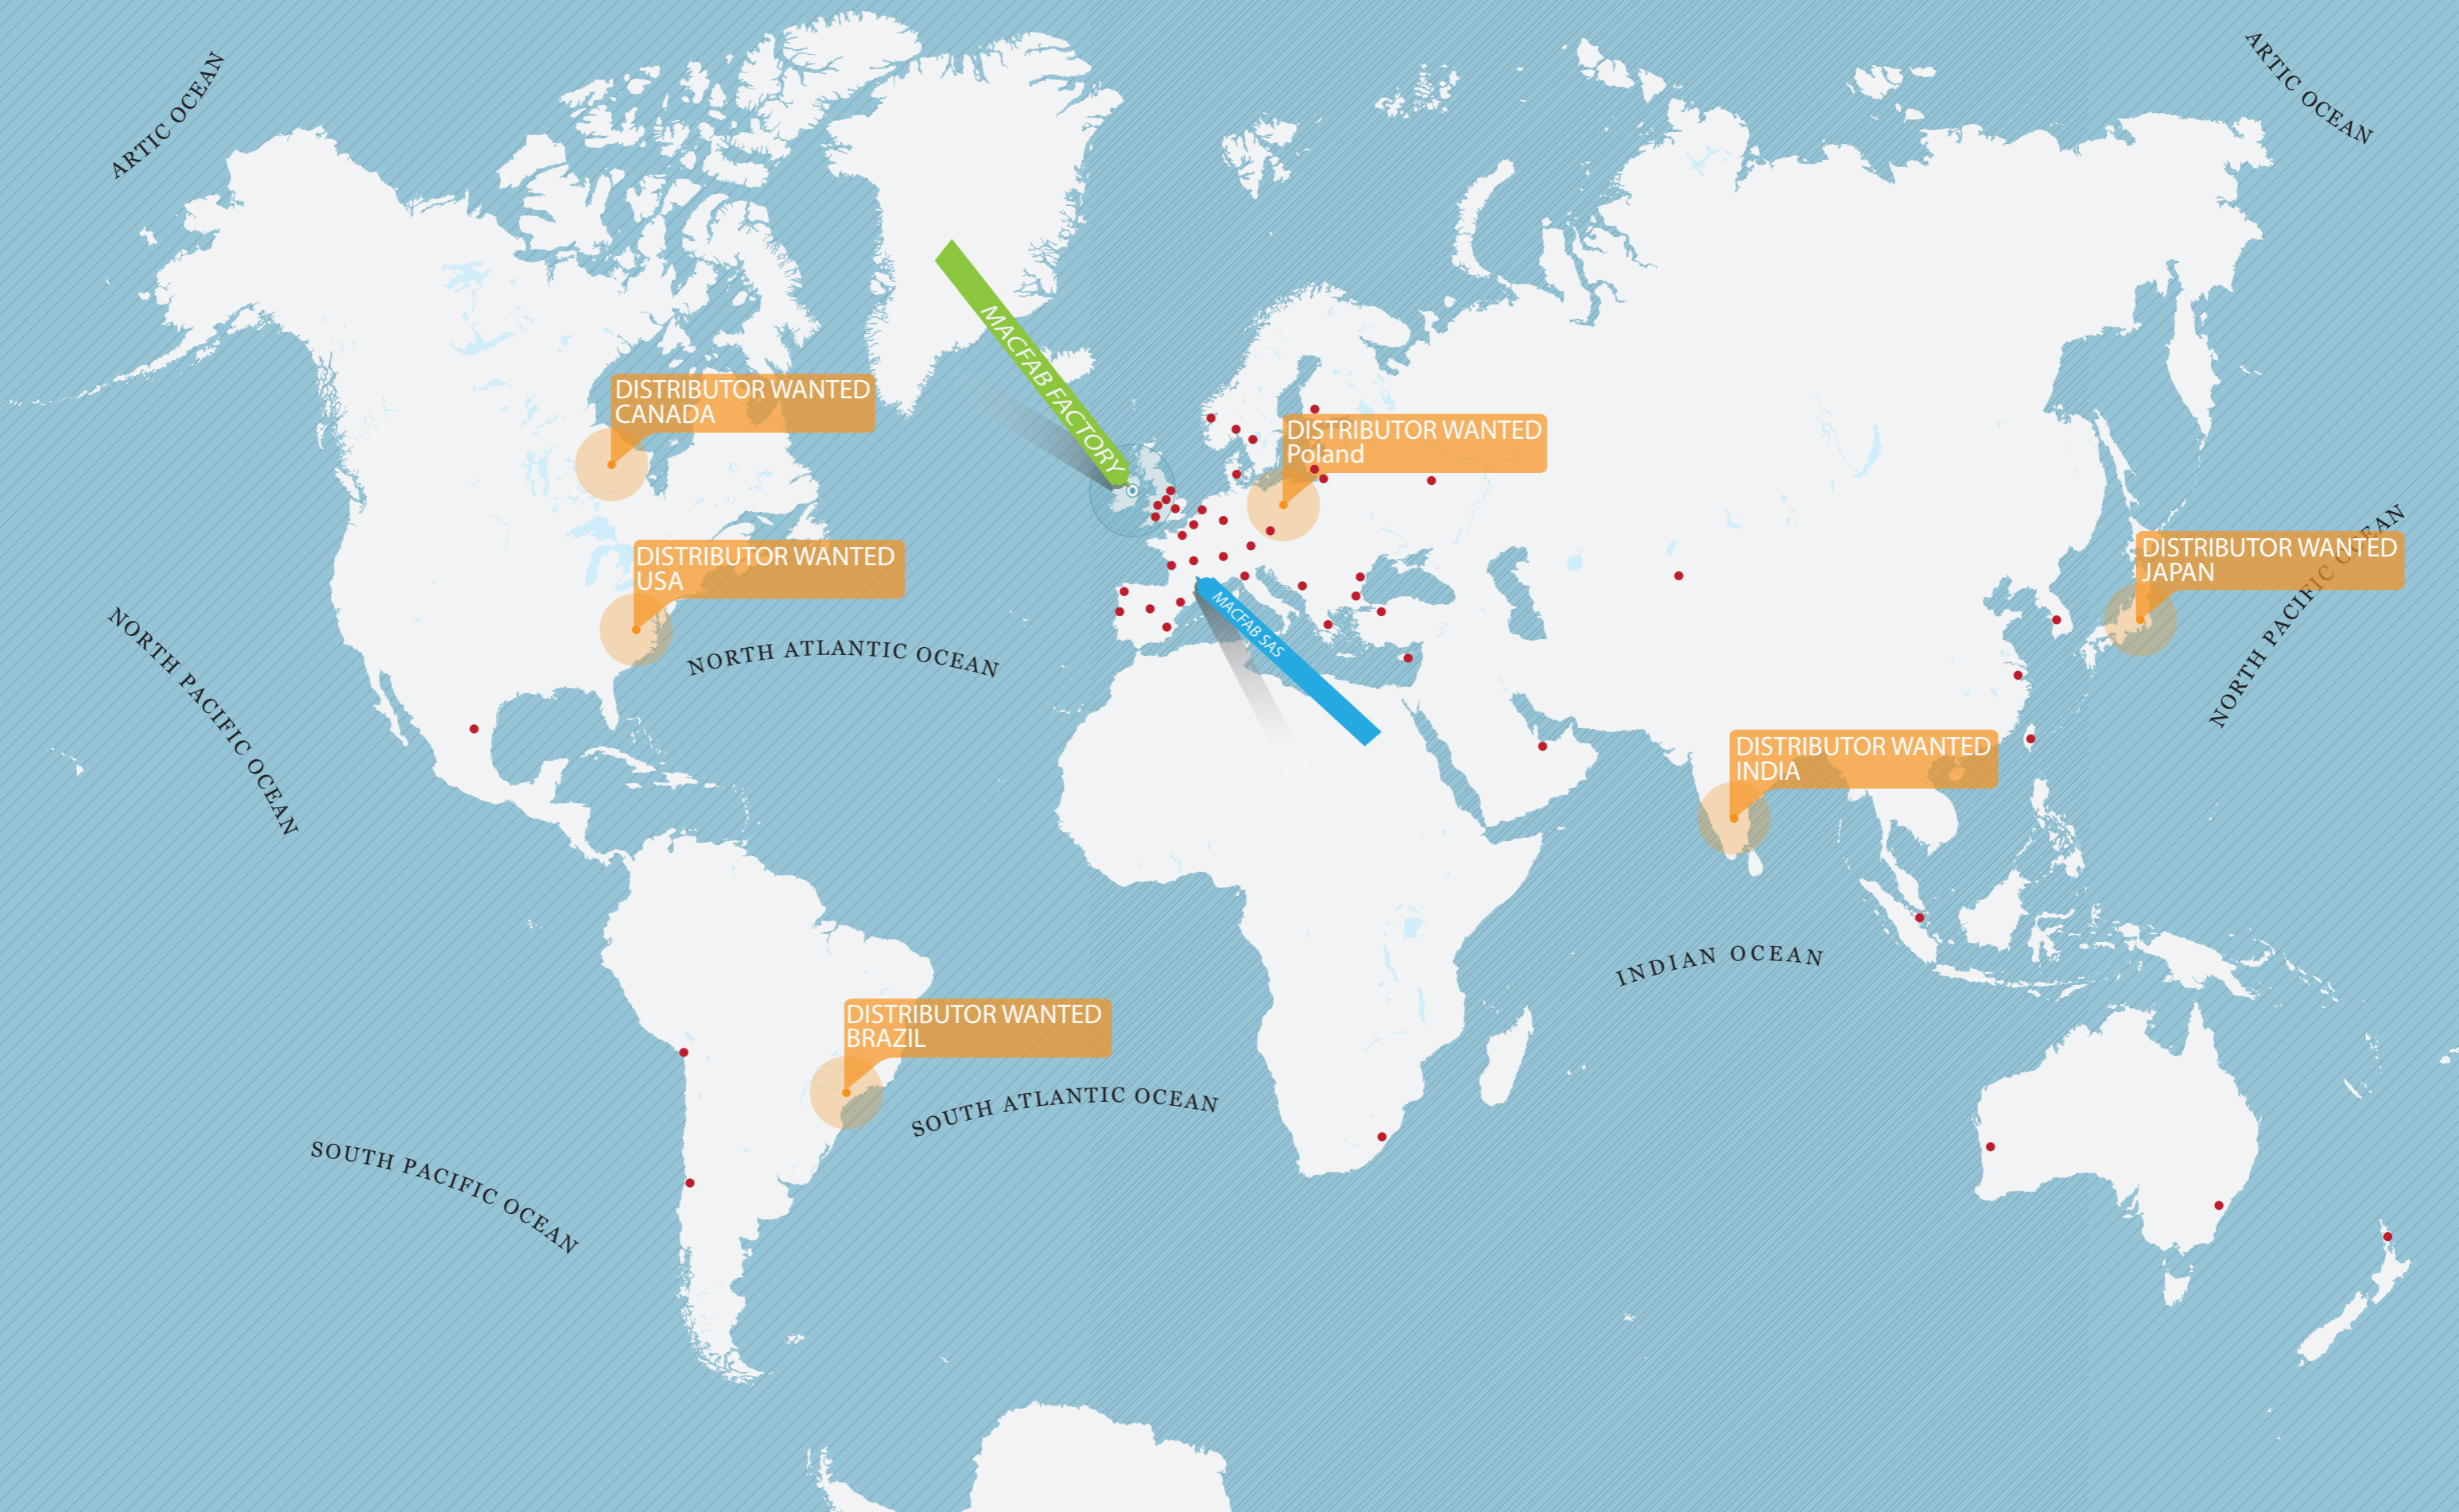 ARTIC OCEAN
ARTIC OCEAN
MACFAB FACTORY
DISTRIBUTOR WANTED
CANADA
DISTRIBUTOR WANTED
Poland
DISTRIBUTOR WANTED
USA
DISTRIBUTOR WANTED
JAPAN
MACFAB SAS
NORTH PACIFIC OCEAN
NORTH ATLANTIC OCEAN
NORTH PACIFIC OCEAN
DISTRIBUTOR WANTED
INDIA
INDIAN OCEAN
DISTRIBUTOR WANTED
BRAZIL
SOUTH ATLANTIC OCEAN
SOUTH PACIFIC OCEAN